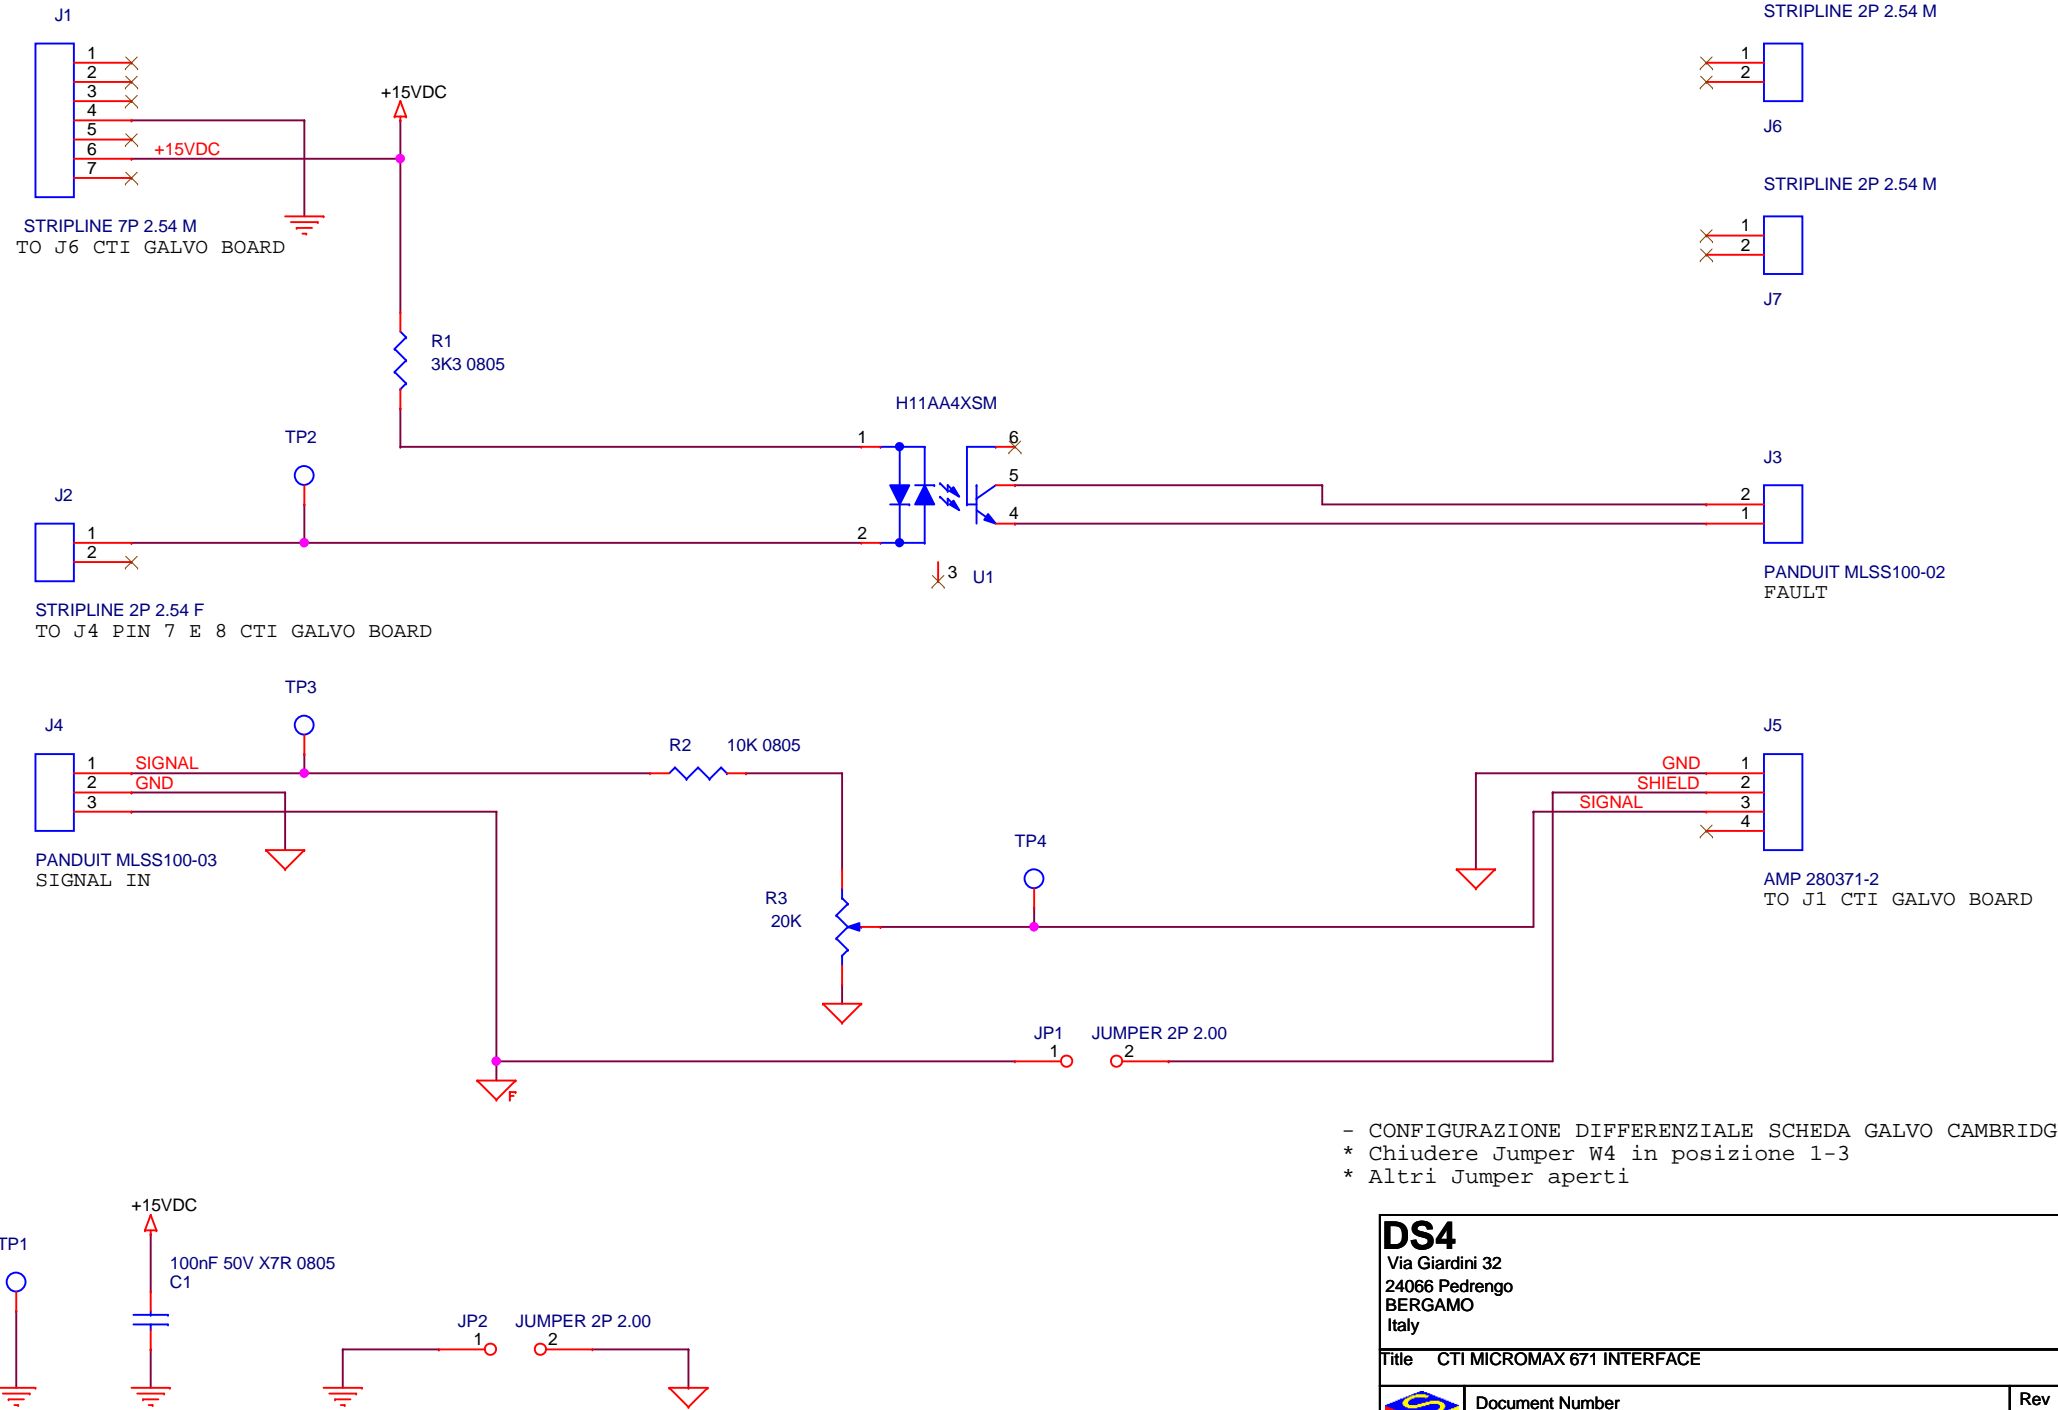 J1
1
2
3
4
5
6
7
+15VDC
STRIPLINE 7P 2.54 M
TO J6 CTI GALVO BOARD
+15VDC
R1
3K3 0805
STRIPLINE 2P 2.54 M
1
2
J6
STRIPLINE 2P 2.54 M
1
2
J7
TP2
J2
1
2
STRIPLINE 2P 2.54 F
TO J4 PIN 7 E 8 CTI GALVO BOARD
H11AA4XSM
1
2
6
5
4
3
U1
J3
2
1
PANDUIT MLSS100-02
FAULT
TP3
J4
1
2
3
SIGNAL
GND
PANDUIT MLSS100-03
SIGNAL IN
R2
10K 0805
R3
20K
TP4
J5
GND
SHIELD
SIGNAL
1
2
3
4
AMP 280371-2
TO J1 CTI GALVO BOARD
JP1
JUMPER 2P 2.00
1
2
F
- CONFIGURAZIONE DIFFERENZIALE SCHEDA GALVO CAMBRIDG
* Chiudere Jumper W4 in posizione 1-3
* Altri Jumper aperti
TP1
+15VDC
100nF 50V X7R 0805
C1
JP2
JUMPER 2P 2.00
1
2
DS4
Via Giardini 32
24066 Pedrengo
BERGAMO
Italy
Title CTI MICROMAX 671 INTERFACE
Document Number
Rev